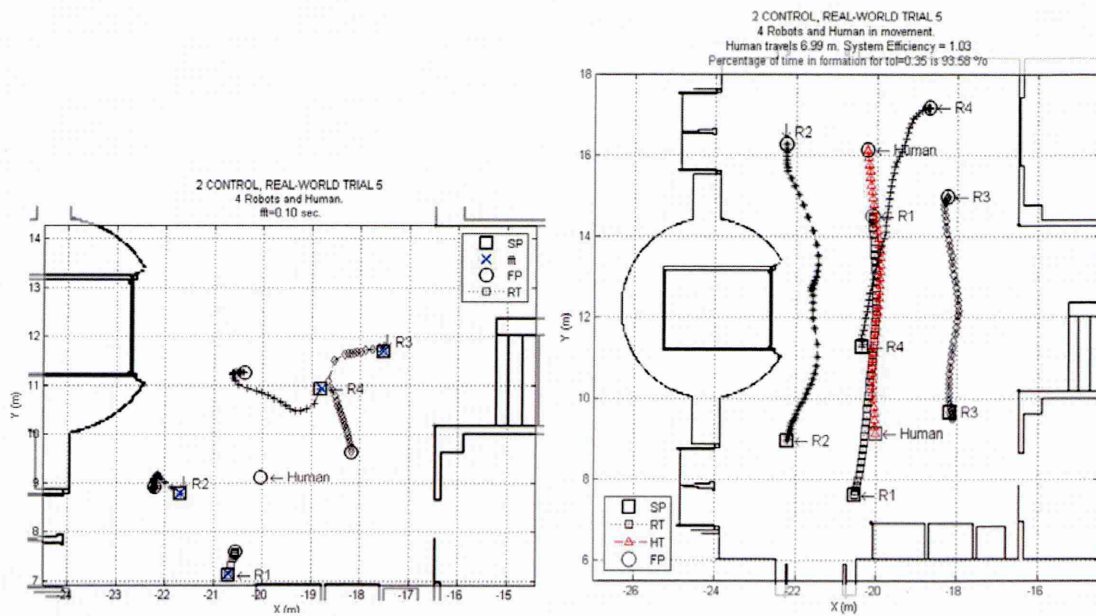 2 CONTROL, REAL-WORLD TRIAL 5
4 Robots and Human.
ftt=0.10 sec.
14
13
12
11
10
9
8
7
Y (m)
SP
ftt
FP
RT
R3
R4
Human
R2
R1
-24
-23
-22
-21
-20
-19
-18
-17
-16
-15
X (m)
2 CONTROL, REAL-WORLD TRIAL 5
4 Robots and Human in movement.
Human travels 6.99 m. System Efficiency = 1.03
Percentage of time in formation for tol=0.35 is 93.58 %
18
16
14
12
10
8
6
Y (m)
R2
Human
R4
R1
R3
R4
R3
R2
Human
R1
SP
RT
HT
FP
-26
-24
-22
-20
-18
-16
-14
X (m)